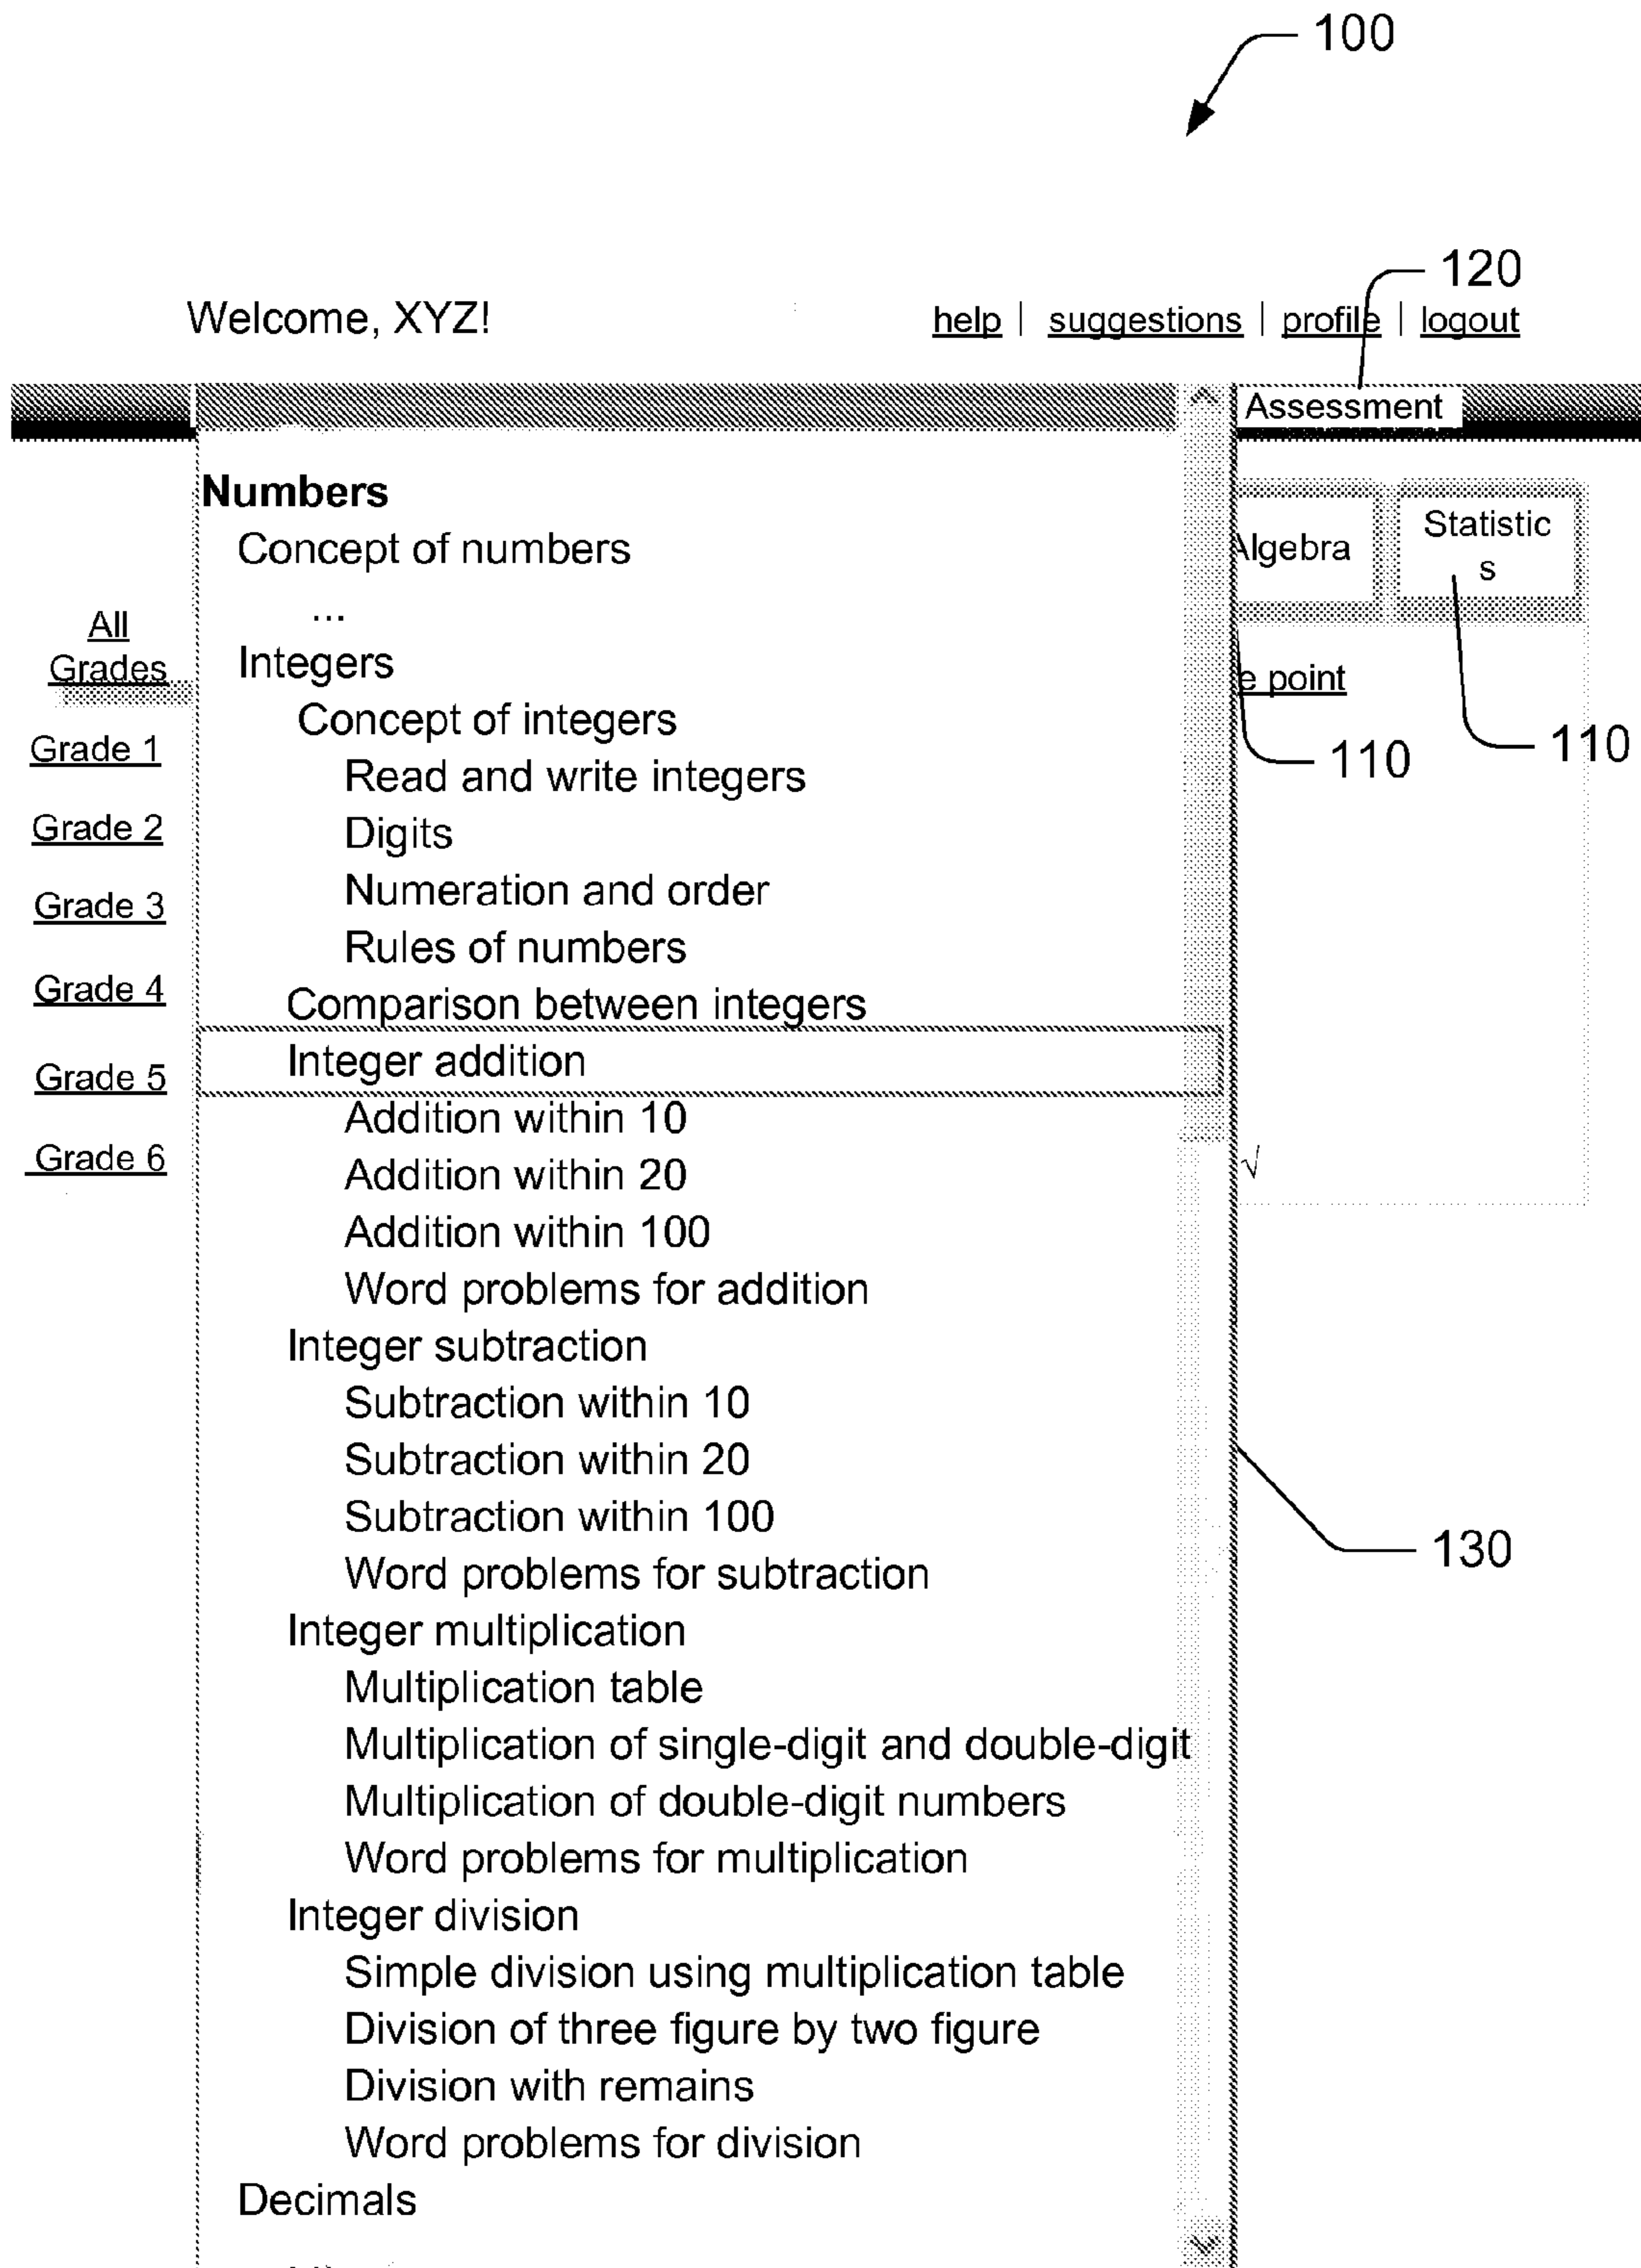 100
120
Welcome, XYZ!
help | suggestions | profile | logout
Assessment
Numbers
Concept of numbers
...
Integers
Concept of integers
Read and write integers
Digits
Numeration and order
Rules of numbers
Comparison between integers
Integer addition
Addition within 10
Addition within 20
Addition within 100
Word problems for addition
Integer subtraction
Subtraction within 10
Subtraction within 20
Subtraction within 100
Word problems for subtraction
Integer multiplication
Multiplication table
Multiplication of single-digit and double-digit
Multiplication of double-digit numbers
Word problems for multiplication
Integer division
Simple division using multiplication table
Division of three figure by two figure
Division with remains
Word problems for division
Decimals
All
Grades
Grade 1
Grade 2
Grade 3
Grade 4
Grade 5
Grade 6
Algebra
Statistic
s
e point
110
110
√
130